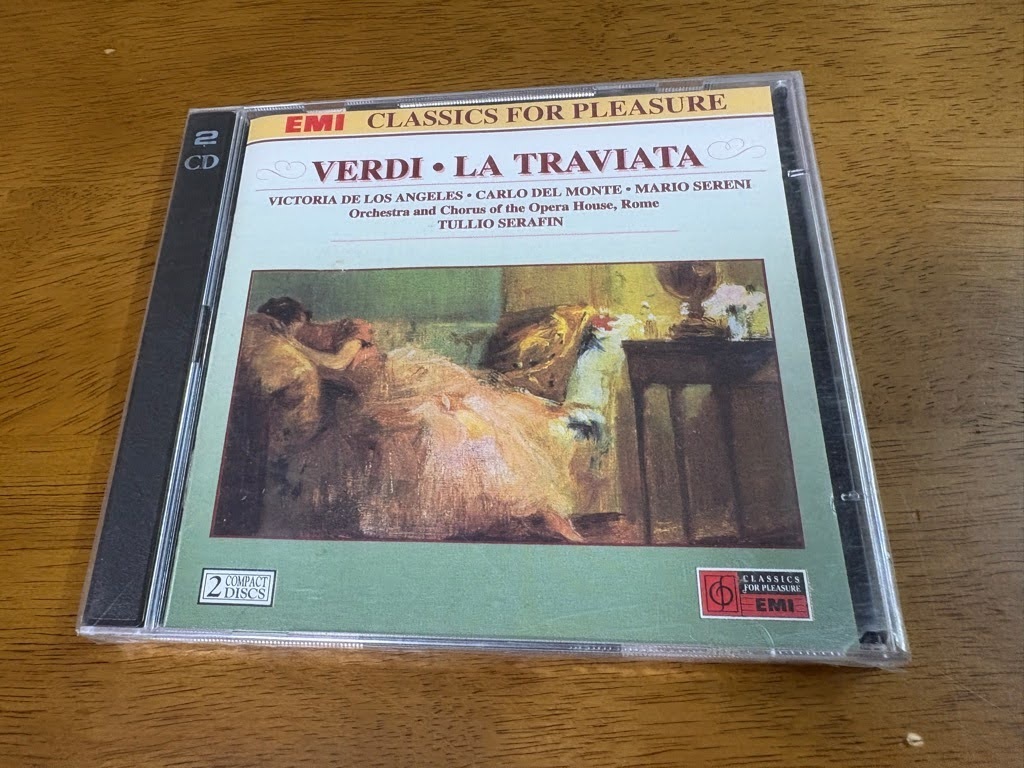 2
CD
EMI CLASSICS FOR PLEASURE
VERDI • LA TRAVIATA
VICTORIA DE LOS ANGELES • CARLO DEL MONTE • MARIO SERENI
Orchestra and Chorus of the Opera House, Rome
TULLIO SERAFIN
2 COMPACT
DISCS
CLASSICS
FOR PLEASURE
EMI